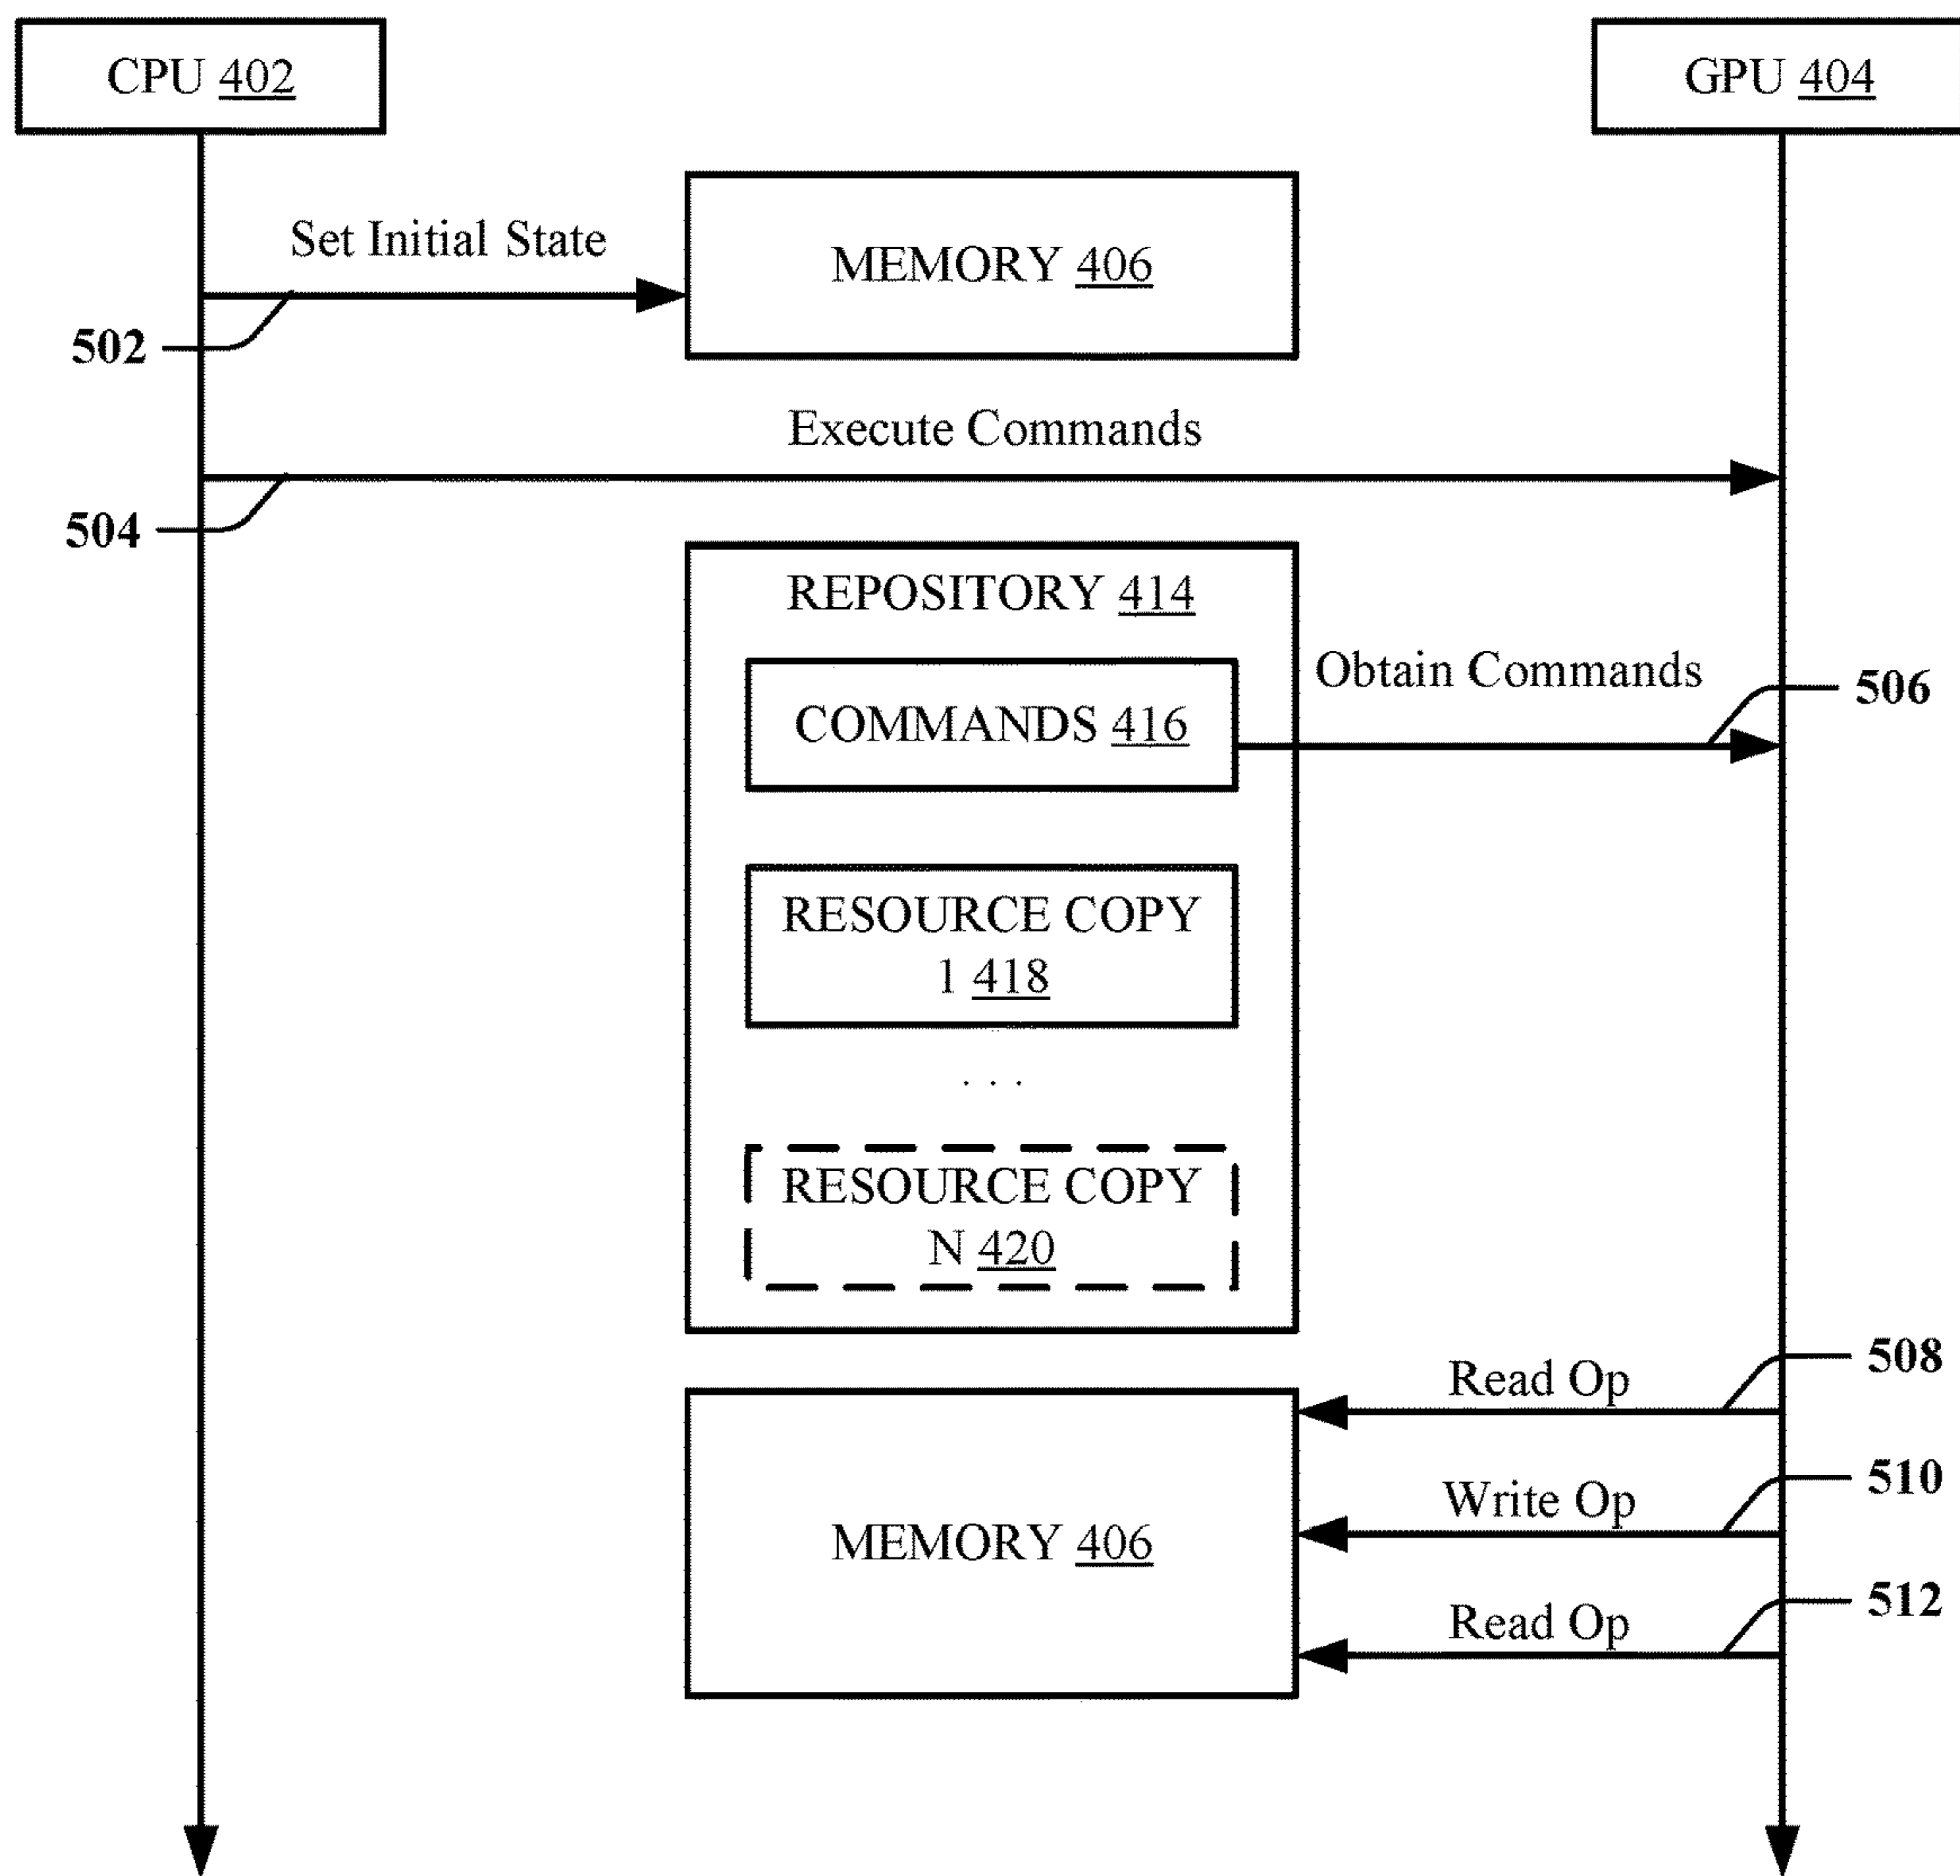 CPU 402
GPU 404
Set Initial State
MEMORY 406
502
Execute Commands
504
REPOSITORY 414
Obtain Commands
506
COMMANDS 416
RESOURCE COPY
1 418
. . .
RESOURCE COPY
N 420
508
Read Op
510
Write Op
MEMORY 406
512
Read Op